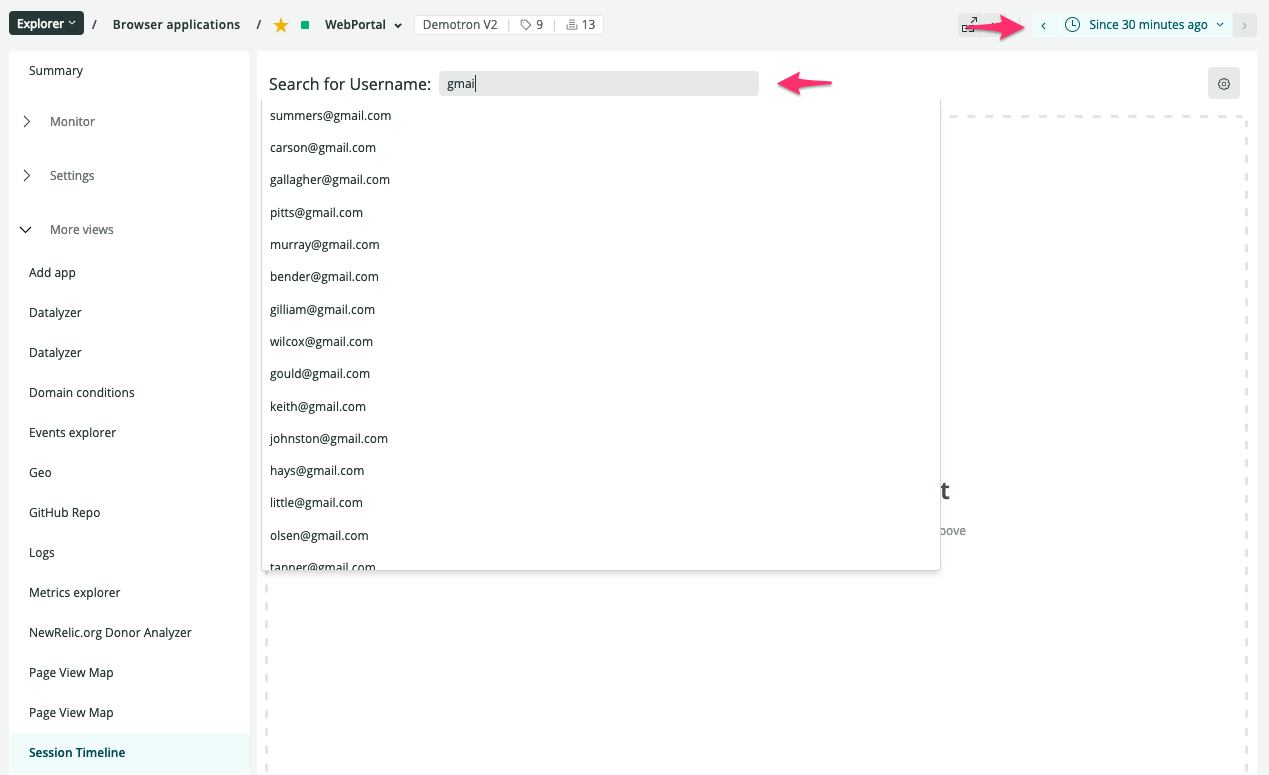 Explorer / Browser applications / WebPortal Demotron V2 9 13 Since 30 minutes ago
Summary
Monitor
Settings
More views
Add app
Datalyzer
Datalyzer
Domain conditions
Events explorer
Geo
GitHub Repo
Logs
Metrics explorer
NewRelic.org Donor Analyzer
Page View Map
Page View Map
Session Timeline
Search for Username: gmai
summers@gmail.com
carson@gmail.com
gallagher@gmail.com
pitts@gmail.com
murray@gmail.com
bender@gmail.com
gilliam@gmail.com
wilcox@gmail.com
gould@gmail.com
keith@gmail.com
johnston@gmail.com
hays@gmail.com
little@gmail.com
olsen@gmail.com
tanner@gmail.com